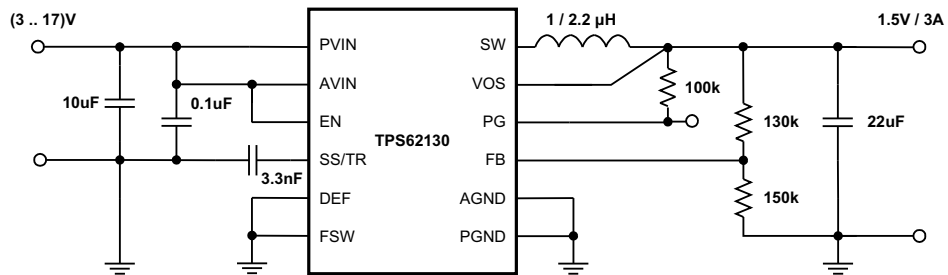 (3 .. 17)V
1 / 2.2 µH
1.5V / 3A
PVIN
SW
AVIN
VOS
10uF
0.1uF
100k
EN
PG
TPS62130
130k
22uF
SS/TR
FB
3.3nF
DEF
AGND
150k
FSW
PGND